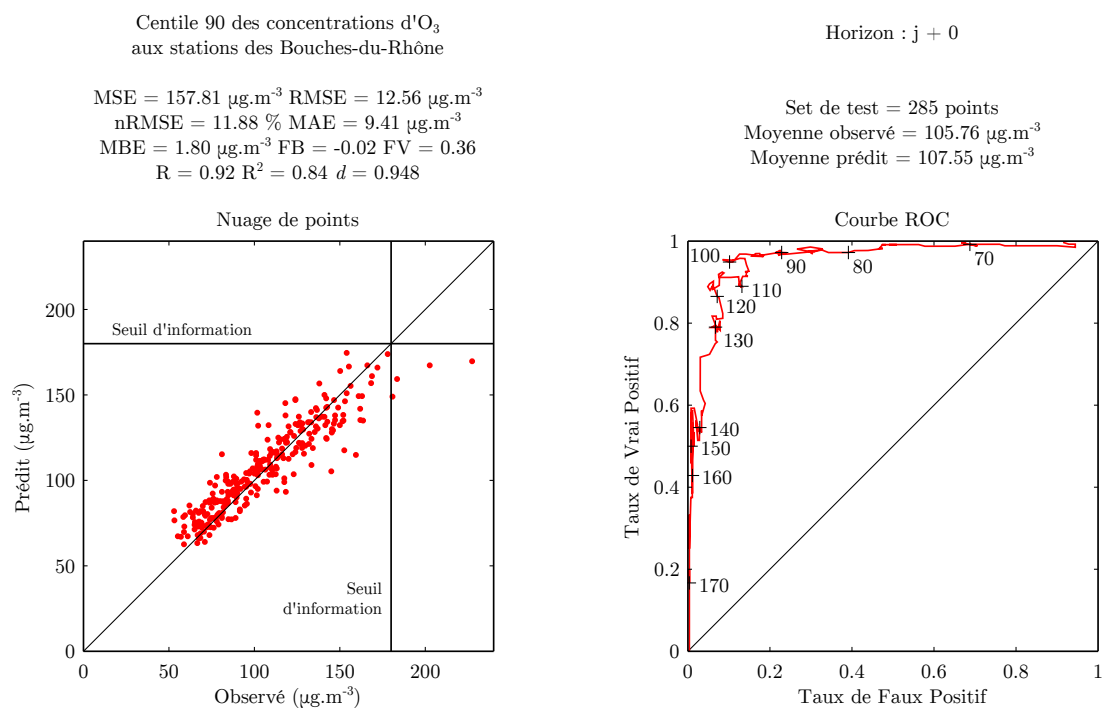 Centile 90 des concentrations d'O3
aux stations des Bouches-du-Rhône
MSE = 157.81 µg.m-3 RMSE = 12.56 µg.m-3
nRMSE = 11.88 % MAE = 9.41 µg.m-3
MBE = 1.80 µg.m-3 FB = -0.02 FV = 0.36
R = 0.92 R2 = 0.84 d = 0.948
Horizon : j + 0
Set de test = 285 points
Moyenne observé = 105.76 µg.m-3
Moyenne prédit = 107.55 µg.m-3
Nuage de points
Prédit (µg.m-3)
200
150
100
50
0
Seuil d'information
Seuil
d'information
0 50 100 150 200
Observé (µg.m-3)
Courbe ROC
Taux de Vrai Positif
1
0.8
0.6
0.4
0.2
0
100
90
80
70
110
120
130
140
150
160
170
0 0.2 0.4 0.6 0.8 1
Taux de Faux Positif